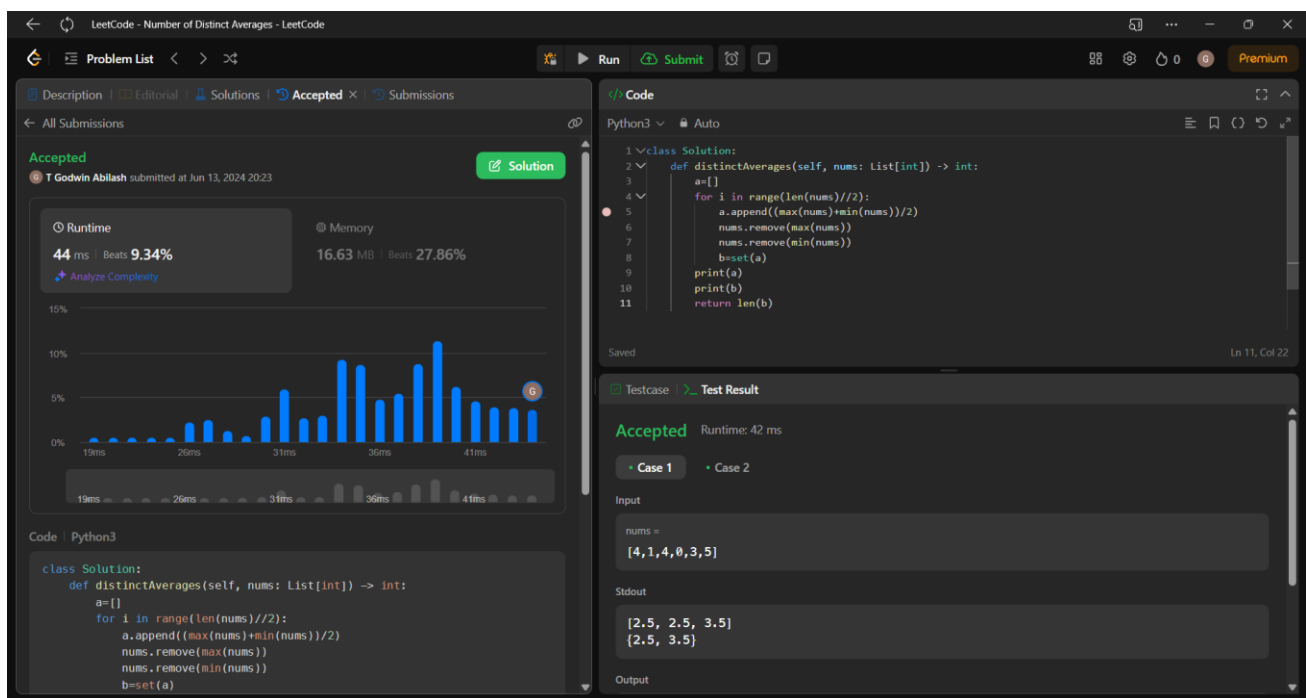 LeetCode - Number of Distinct Averages - LeetCode
Problem List
Run
Submit
0
G
Premium
Description
Editorial
Solutions
Accepted
Submissions
All Submissions
Accepted
G T Godwin Abilash submitted at Jun 13, 2024 20:23
Solution
Runtime
44 ms | Beats 9.34%
Analyze Complexity
Memory
16.63 MB | Beats 27.86%
15%
10%
5%
0%
G
19ms 26ms 31ms 36ms 41ms
19ms 26ms 31ms 36ms 41ms
Code | Python3
class Solution:
    def distinctAverages(self, nums: List[int]) -> int:
        a=[]
        for i in range(len(nums)//2):
            a.append((max(nums)+min(nums))/2)
            nums.remove(max(nums))
            nums.remove(min(nums))
            b=set(a)
</> Code
Python3 Auto
1 class Solution:
2     def distinctAverages(self, nums: List[int]) -> int:
3         a=[]
4         for i in range(len(nums)//2):
5             a.append((max(nums)+min(nums))/2)
6             nums.remove(max(nums))
7             nums.remove(min(nums))
8             b=set(a)
9         print(a)
10         print(b)
11         return len(b)
Saved
Ln 11, Col 22
Testcase
>_ Test Result
Accepted Runtime: 42 ms
• Case 1 • Case 2
Input
nums =
[4,1,4,0,3,5]
Stdout
[2.5, 2.5, 3.5]
{2.5, 3.5}
Output